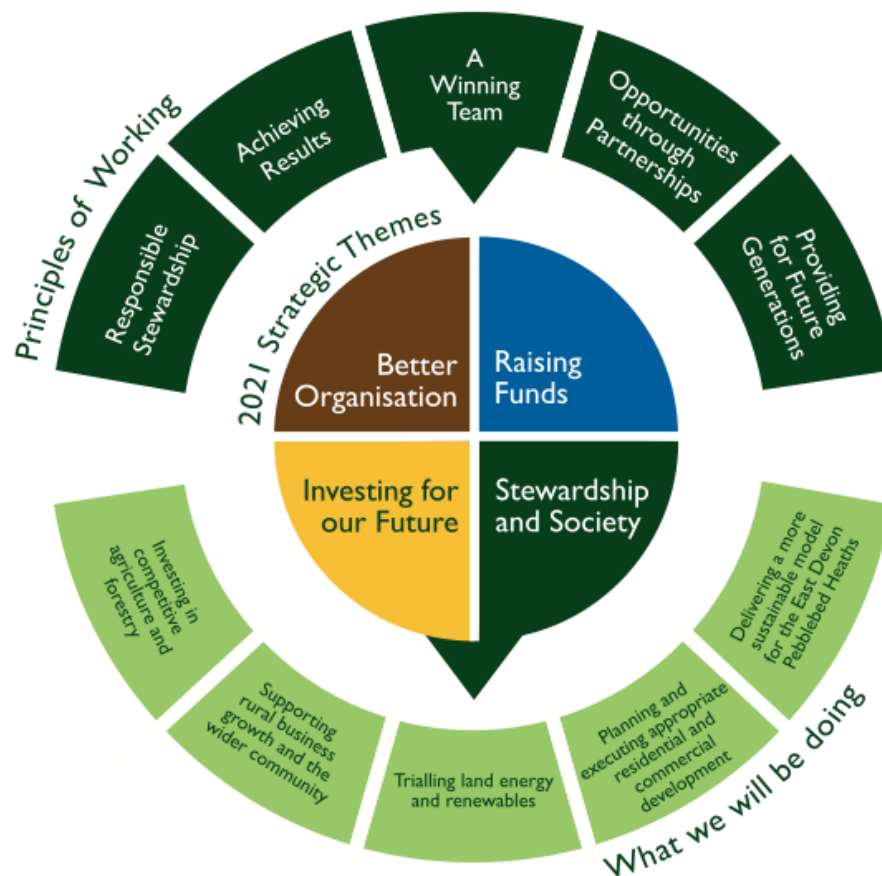 Principles of Working
Responsible
Stewardship
Achieving
Results
A
Winning
Team
Opportunities
through
Partnerships
Providing
for Future
Generations
2021 Strategic Themes
Better
Organisation
Raising
Funds
Investing for
our Future
Stewardship
and Society
Investing in
competitive
agriculture and
forestry
Supporting
rural business
growth and the
wider community
Trialling land energy
and renewables
Planning and
executing appropriate
residential and
commercial
development
Delivering a more
sustainable model
for the East Devon
Pebblebed Heaths
What we will be doing